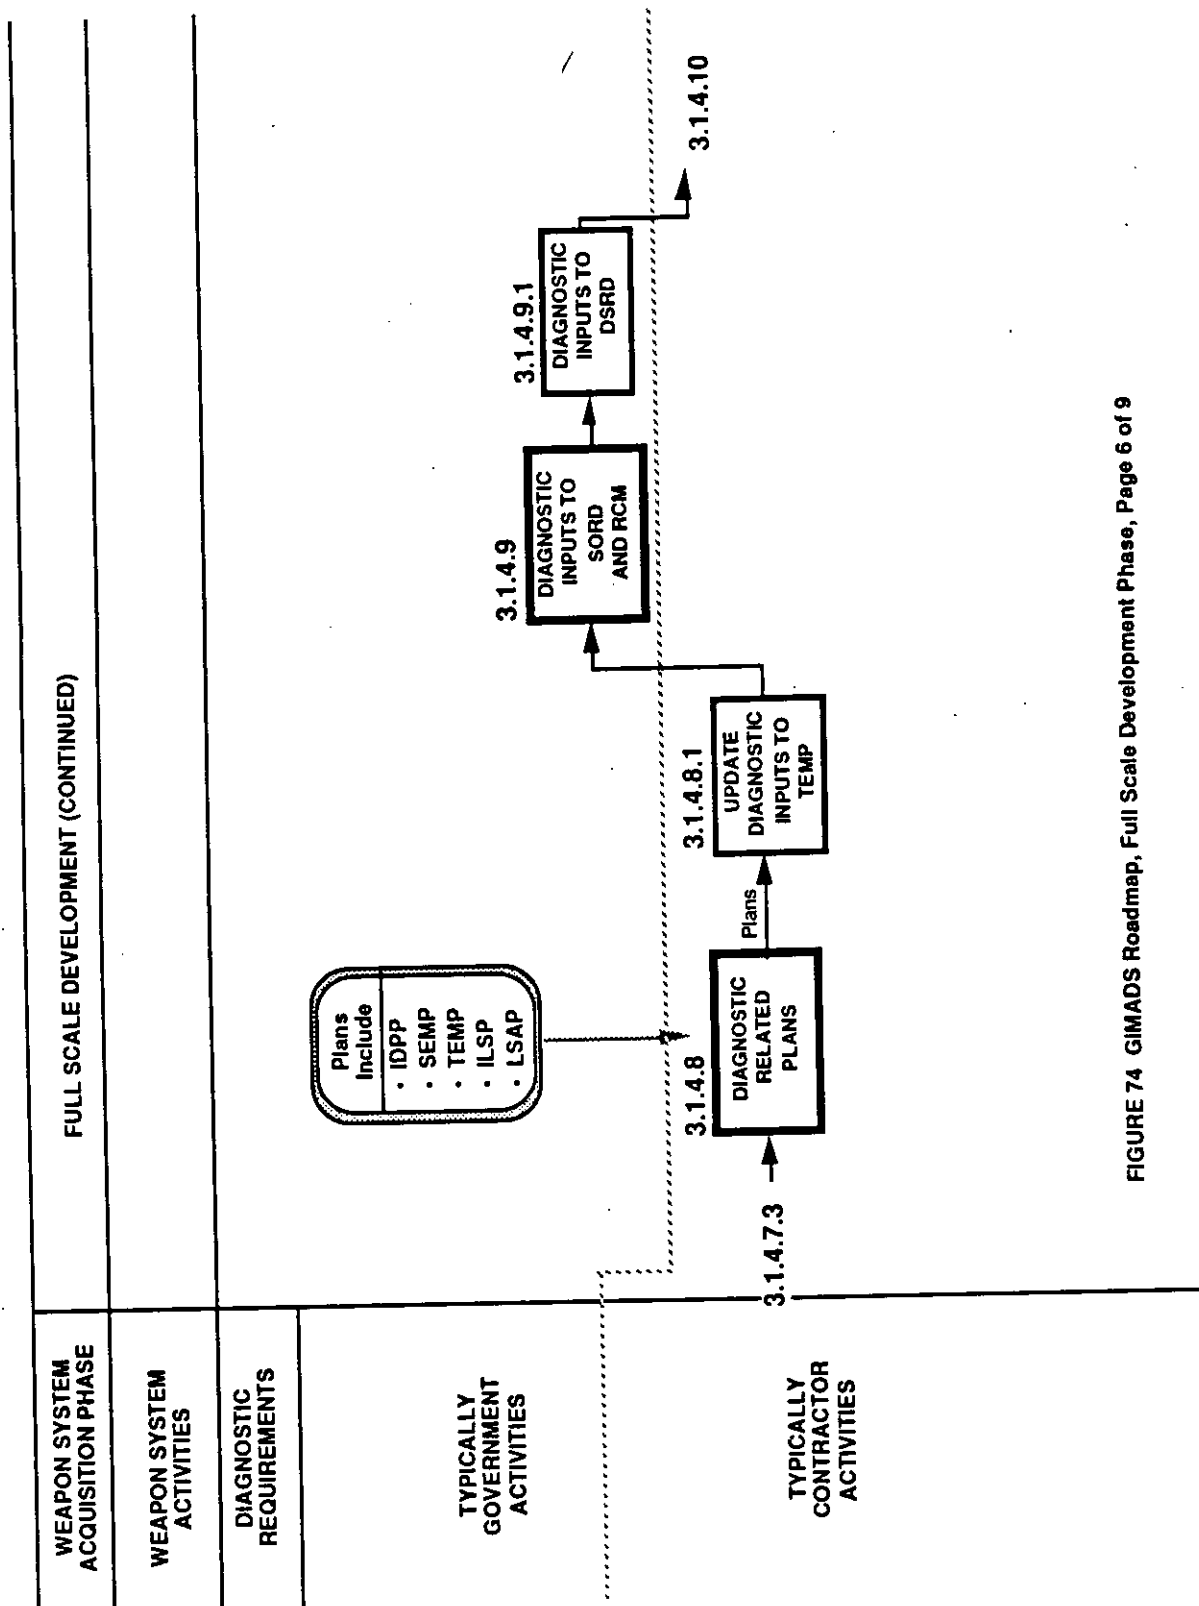 WEAPON SYSTEM
ACQUISITION PHASE
FULL SCALE DEVELOPMENT (CONTINUED)
WEAPON SYSTEM
ACTIVITIES
DIAGNOSTIC
REQUIREMENTS
TYPICALLY
GOVERNMENT
ACTIVITIES
Plans
Include
• IDPP
• SEMP
• TEMP
• ILSP
• LSAP
3.1.4.9
DIAGNOSTIC
INPUTS TO
SORD
AND RCM
3.1.4.9.1
DIAGNOSTIC
INPUTS TO
DSRD
3.1.4.10
TYPICALLY
CONTRACTOR
ACTIVITIES
3.1.4.7.3
3.1.4.8
DIAGNOSTIC
RELATED
PLANS
Plans
3.1.4.8.1
UPDATE
DIAGNOSTIC
INPUTS TO
TEMP
FIGURE 74 GIMADS Roadmap, Full Scale Development Phase, Page 6 of 9